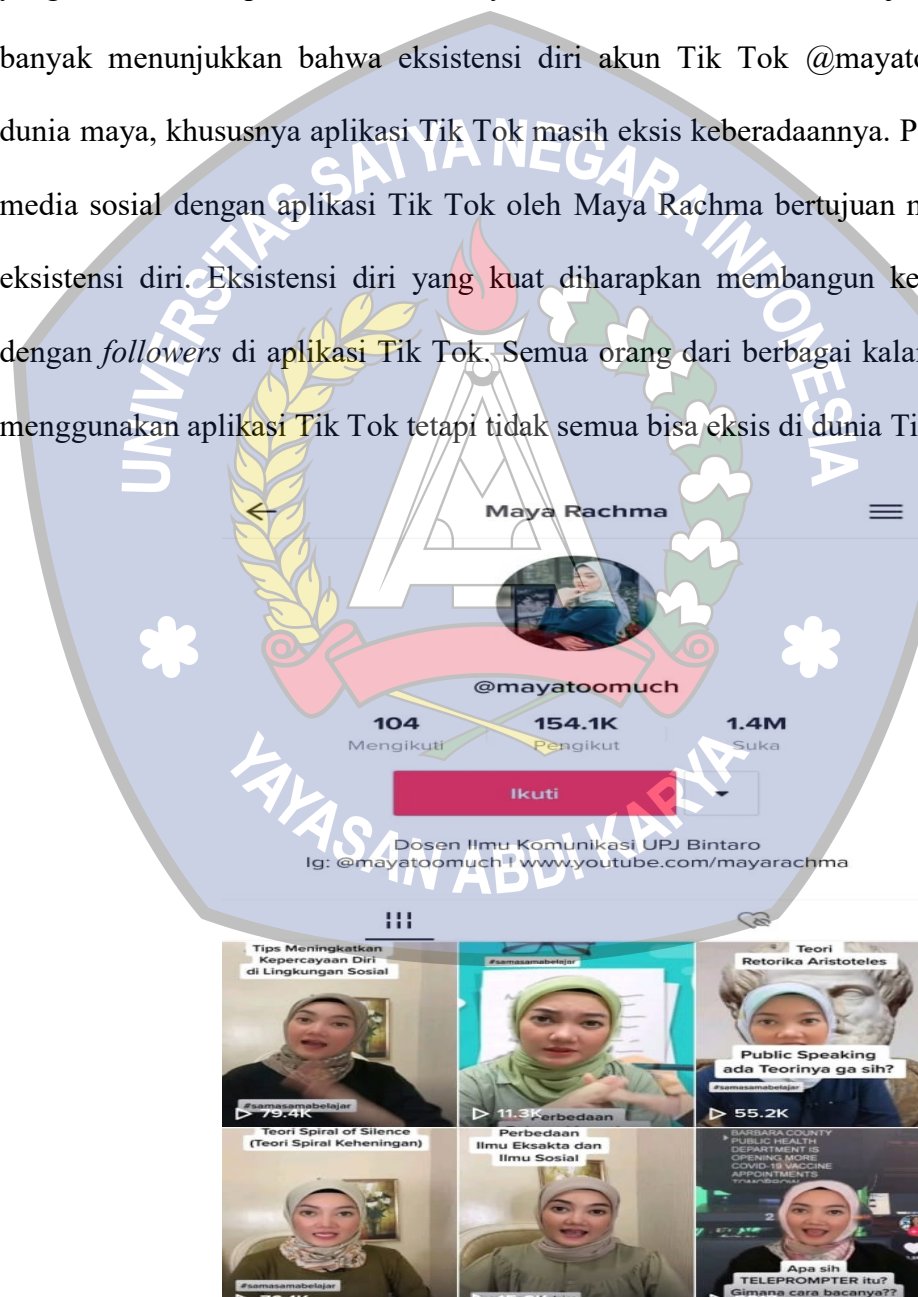 banyak menunjukkan bahwa eksistensi diri akun Tik Tok
dunia maya, khususnya aplikasi Tik Tok masih eksis keberadaannya.
media sosial dengan aplikasi Tik Tok oleh Maya Rachma bertujuan
eksistensi diri. Eksistensi diri yang kuat diharapkan membangun
dengan followers di aplikasi Tik Tok. Semua orang dari berbagai
menggunakan aplikasi Tik Tok tetapi tidak semua bisa eksis di dunia
UNIVERSITAS SATYA NEGARA INDONESIA
YAYASAN ABDI KARYA
Maya Rachma
@mayatoomuch
104 154.1K 1.4M
Mengikuti Pengikut Suka
Ikuti
Dosen Ilmu Komunikasi UPJ Bintaro
Ig: @mayatoomuch | www.youtube.com/mayarachma
Tips Meningkatkan
Kepercayaan Diri
di Lingkungan Sosial
#samasamabelajar
79.4K
#samasamabelajar
11.3K
Perbedaan
Teori
Retorika Aristoteles
Public Speaking
ada Teorinya ga sih?
#samasamabelajar
55.2K
Teori Spiral of Silence
(Teori Spiral Keheningan)
#samasamabelajar
Perbedaan
Ilmu Eksakta dan
Ilmu Sosial
BARBARA COUNTY
PUBLIC HEALTH
DEPARTMENT IS
OPENING MORE
COVID-19 VACCINE
APPOINTMENTS
Apa sih
TELEPROMPTER itu?
Gimana cara bacanya??